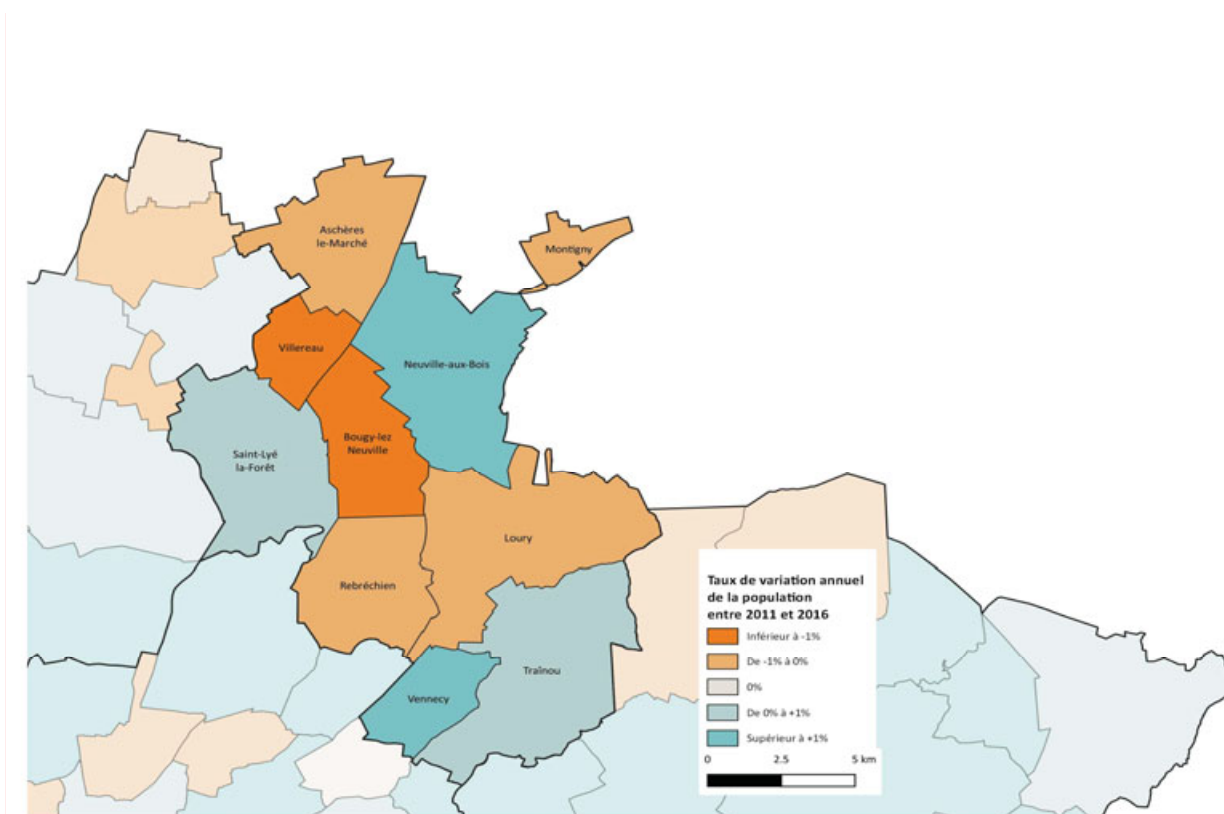 Aschères
le-Marché
Montigny
Villereau
Neuville-aux-Bois
Bougy-lez
Neuville
Saint-Lyé
la-Forêt
Loury
Rebréchien
Traînou
Vennecy
Taux de variation annuel
de la population
entre 2011 et 2016
Inférieur à -1%
De -1% à 0%
0%
De 0% à +1%
Supérieur à +1%
0 2.5 5 km